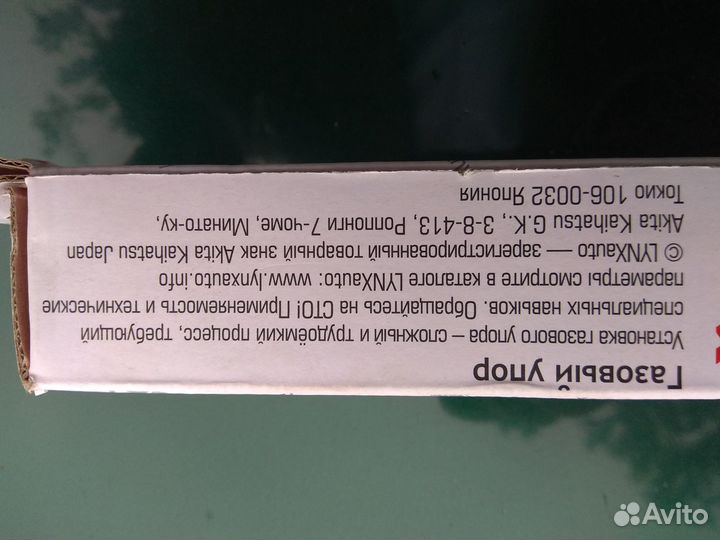 Газовый упор
Установка газового упора – сложный и трудоёмкий процесс, требующий
специальных навыков. Обращайтесь на СТО! Применяемость и технические
параметры смотрите в каталоге LYNXauto: www.lynxauto.info
© LYNXauto — зарегистрированный товарный знак Akita Kaihatsu Japan
Akita Kaihatsu G.K., 3-8-413, Роппонги 7-чоме, Минато-ку,
Токио 106-0032 Япония
Avito